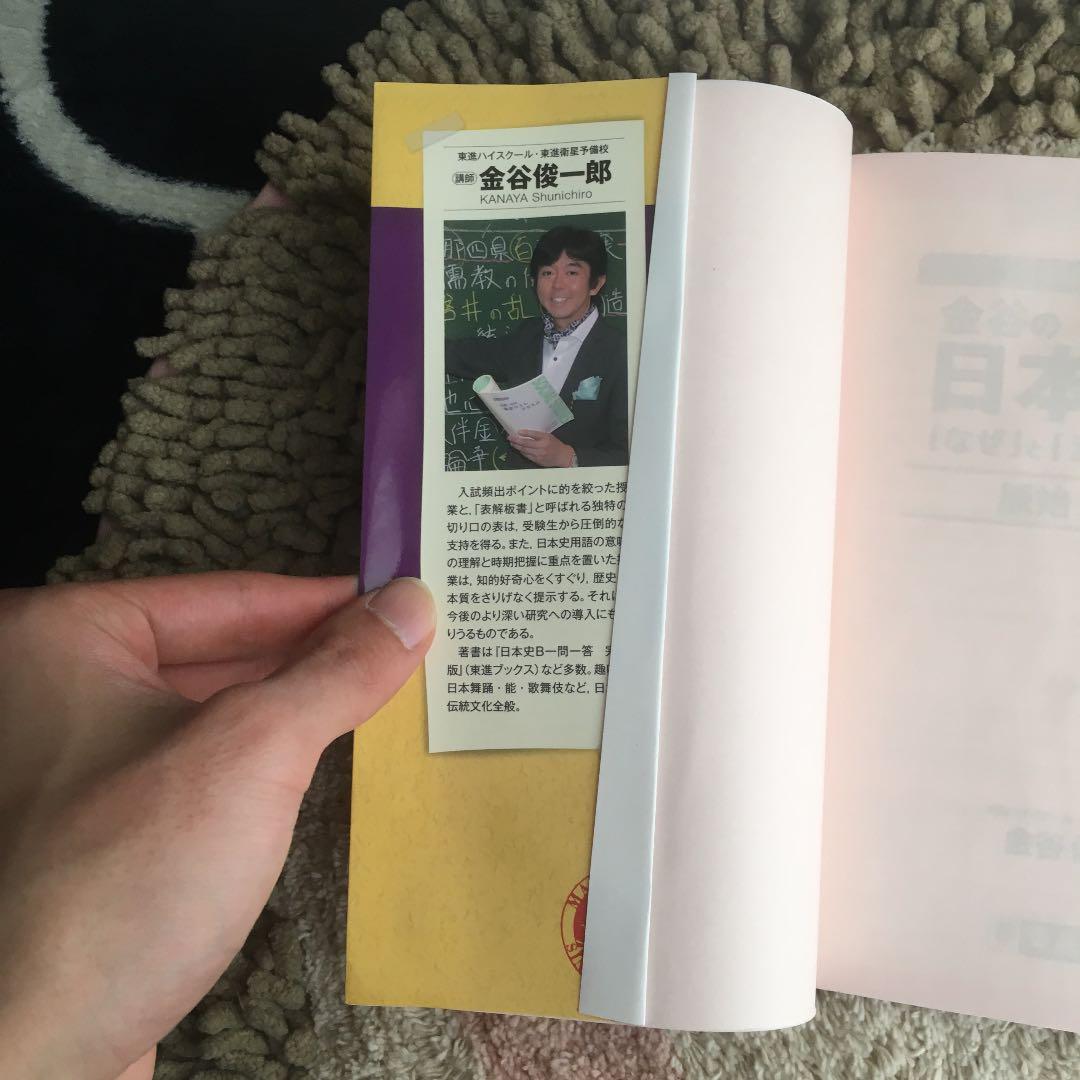 東進ハイスクール・東進衛星予備校
講師 金谷俊一郎
KANAYA Shunichiro
四県
儒教の
の乱
造
伴金
入試頻出ポイントに的を絞った授
業と,「表解板書」と呼ばれる独特の
切り口の表は, 受験生から圧倒的な
支持を得る。また, 日本史用語の意味
の理解と時期把握に重点を置いた
業は, 知的好奇心をくすぐり, 歴史
本質をさりげなく提示する。それは
今後のより深い研究への導入にも
りうるものである。
著書は『日本史B一問一答
版』(東進ブックス)など多数。趣
日本舞踊・能・歌舞伎など, 日
伝統文化全般。
MA
日本